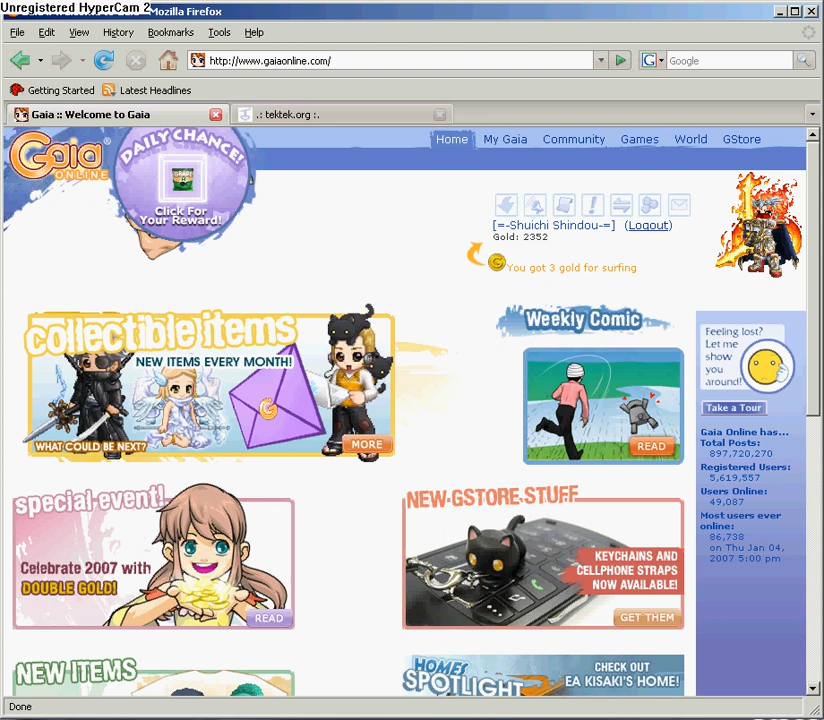 Unregistered HyperCam 2
Mozilla Firefox
File Edit View History Bookmarks Tools Help
http://www.gaiaonline.com/
G Google
Getting Started Latest Headlines
Gaia :: Welcome to Gaia
.: tektek.org :.
Gaia
ONLINE
DAILY CHANCE!
Click For
Your Reward!
Home My Gaia Community Games World GStore
[=-Shuichi Shindou-=] (Logout)
Gold: 2352
You got 3 gold for surfing
collectible items
NEW ITEMS EVERY MONTH!
WHAT COULD BE NEXT?
MORE
Weekly Comic
READ
Feeling lost?
Let me
show
you
around!
Take a Tour
Gaia Online has...
Total Posts:
897,720,270
Registered Users:
5,619,557
Users Online:
49,087
Most users ever
online:
86,738
on Thu Jan 04,
2007 5:00 pm
special event!
Celebrate 2007 with
DOUBLE GOLD!
READ
NEW GSTORE STUFF
KEYCHAINS AND
CELLPHONE STRAPS
NOW AVAILABLE!
GET THEM
NEW ITEMS
HOMES
SPOTLIGHT
CHECK OUT
EA KISAKI'S HOME!
Done